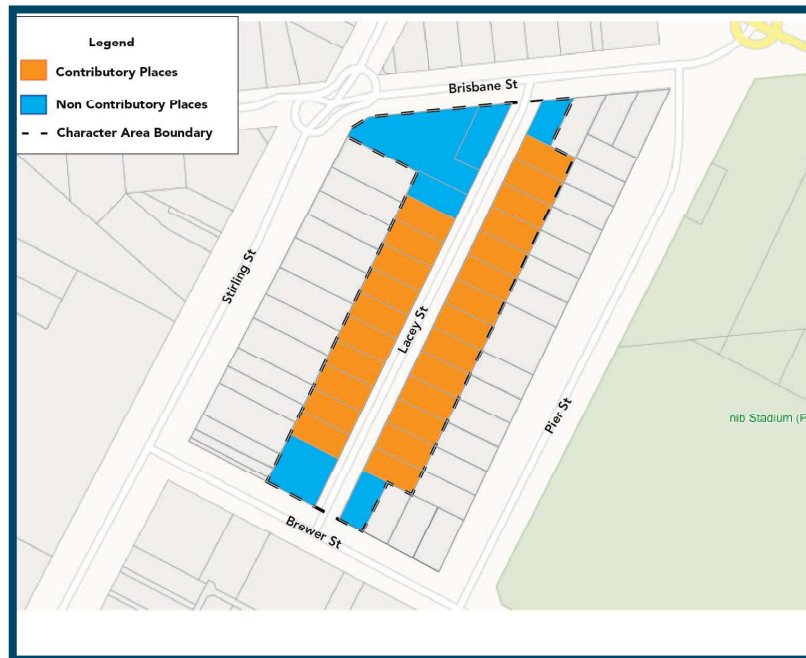 Legend
Contributory Places
Non Contributory Places
Character Area Boundary
Brisbane St
Stirling St
Lacey St
Pier St
nib Stadium (P
Brewer St